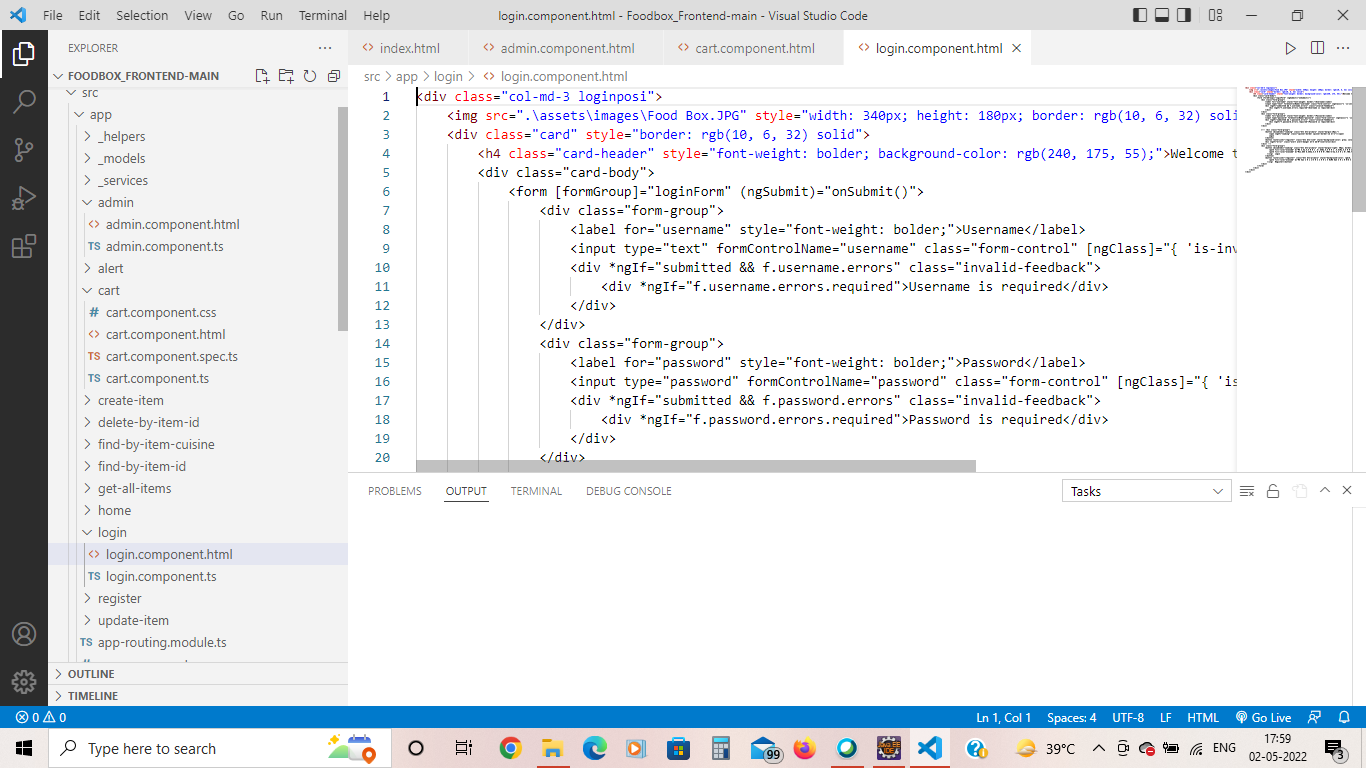 File Edit Selection View Go Run Terminal Help
login.component.html - Foodbox_Frontend-main - Visual Studio Code
EXPLORER
FOODBOX_FRONTEND-MAIN
src
app
_helpers
_models
_services
admin
admin.component.html
TS admin.component.ts
alert
cart
# cart.component.css
cart.component.html
TS cart.component.spec.ts
TS cart.component.ts
create-item
delete-by-item-id
find-by-item-cuisine
find-by-item-id
get-all-items
home
login
login.component.html
TS login.component.ts
register
update-item
TS app-routing.module.ts
OUTLINE
TIMELINE
index.html admin.component.html cart.component.html login.component.html
src > app > login > login.component.html
1 <div class="col-md-3 loginposi">
2 <img src=".\assets\images\Food Box.JPG" style="width: 340px; height: 180px; border: rgb(10, 6, 32) soli
3 <div class="card" style="border: rgb(10, 6, 32) solid">
4 <h4 class="card-header" style="font-weight: bolder; background-color: rgb(240, 175, 55);">Welcome t
5 <div class="card-body">
6 <form [formGroup]="loginForm" (ngSubmit)="onSubmit()">
7 <div class="form-group">
8 <label for="username" style="font-weight: bolder;">Username</label>
9 <input type="text" formControlName="username" class="form-control" [ngClass]="{ 'is-inv
10 <div *ngIf="submitted && f.username.errors" class="invalid-feedback">
11 <div *ngIf="f.username.errors.required">Username is required</div>
12 </div>
13 </div>
14 <div class="form-group">
15 <label for="password" style="font-weight: bolder;">Password</label>
16 <input type="password" formControlName="password" class="form-control" [ngClass]="{ 'is
17 <div *ngIf="submitted && f.password.errors" class="invalid-feedback">
18 <div *ngIf="f.password.errors.required">Password is required</div>
19 </div>
20 </div>
PROBLEMS OUTPUT TERMINAL DEBUG CONSOLE
Tasks
0 0
Ln 1, Col 1 Spaces: 4 UTF-8 LF HTML Go Live
Type here to search
99
39°C
ENG
17:59
02-05-2022
3